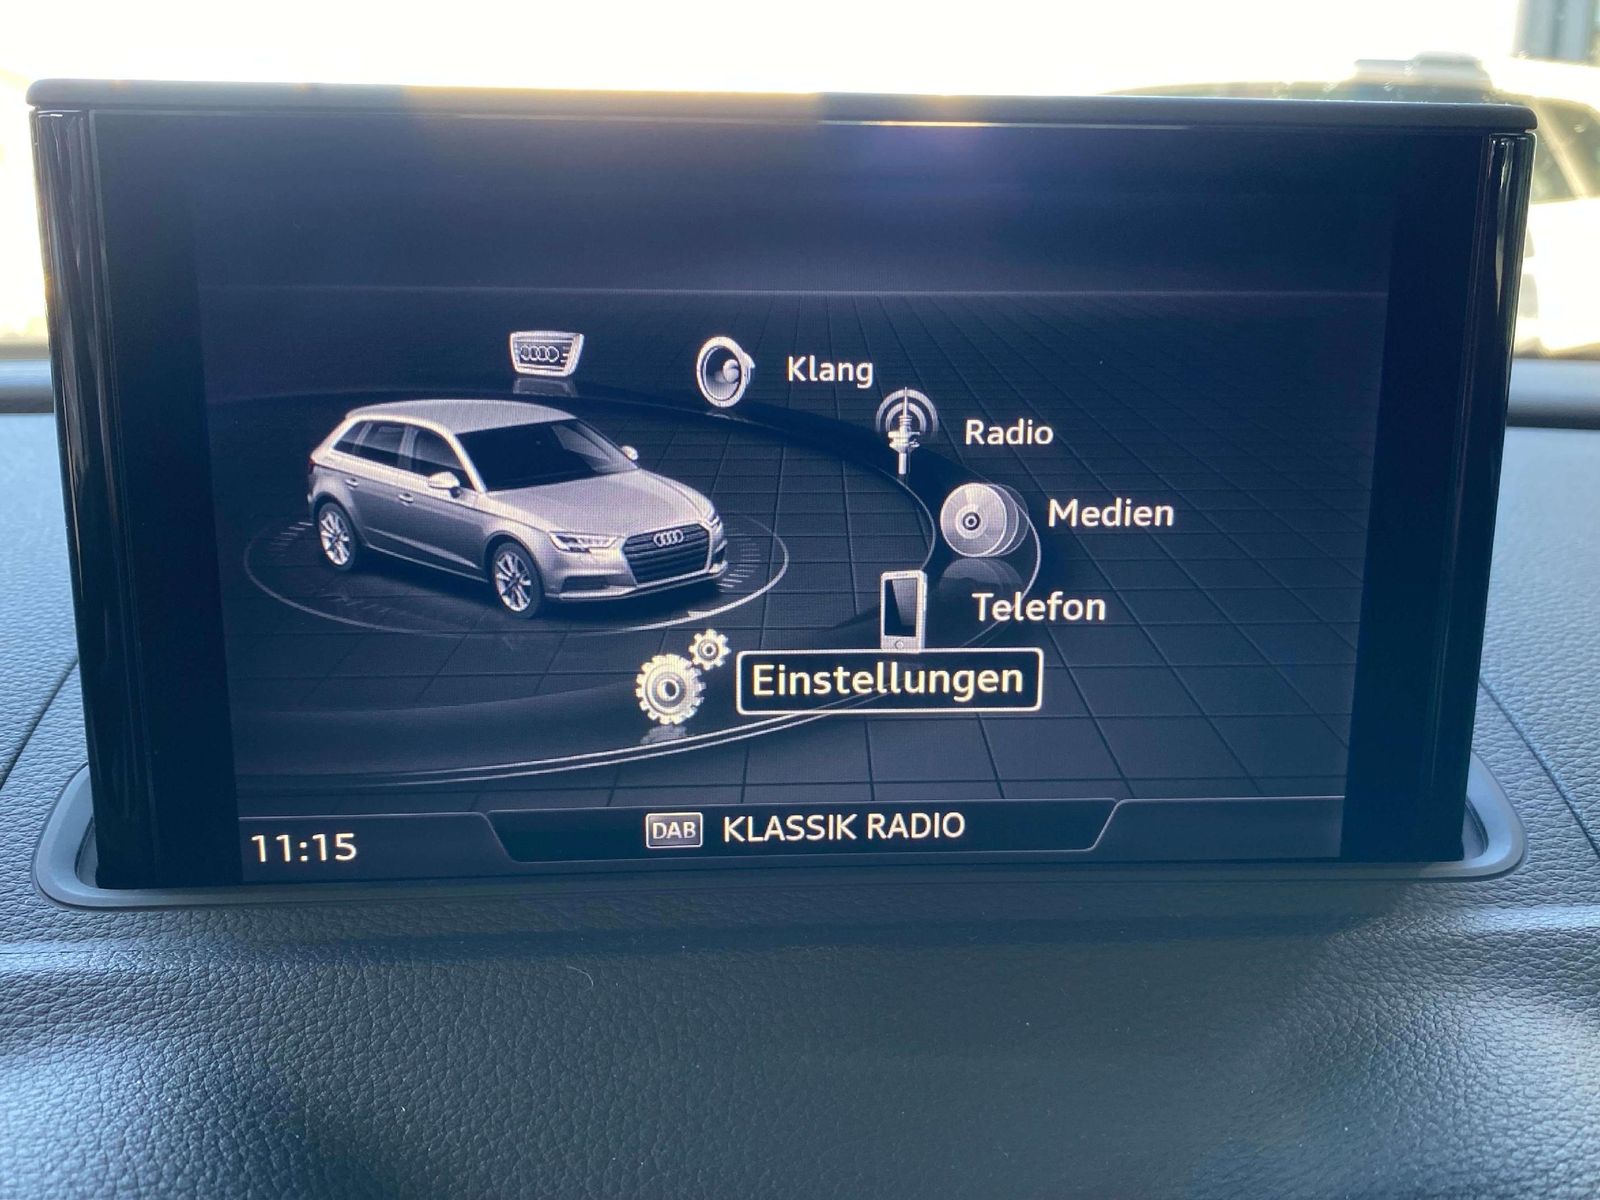 Klang
Radio
Medien
Telefon
Einstellungen
11:15
DAB KLASSIK RADIO